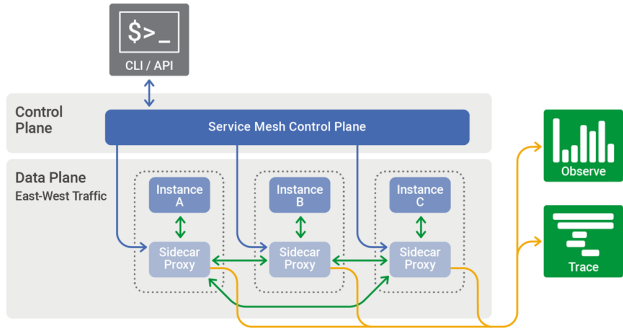 $>_
CLI / API
Control
Plane
Service Mesh Control Plane
Data Plane
East-West Traffic
Instance
A
Instance
B
Instance
C
Sidecar
Proxy
Sidecar
Proxy
Sidecar
Proxy
Observe
Trace